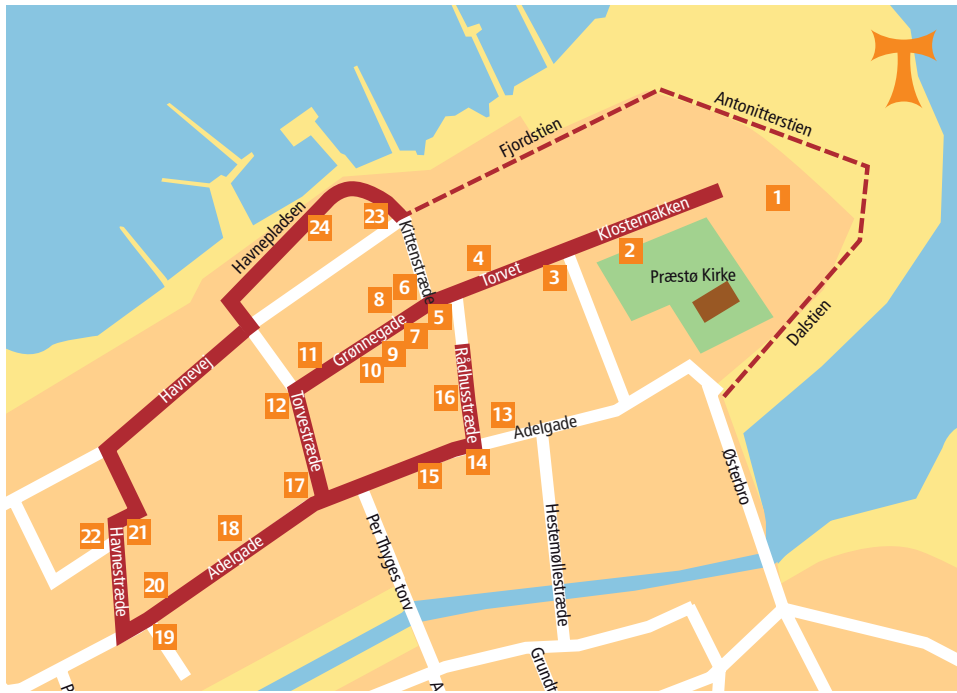 Antonitterstien
Fjordstien
1
Klosternakken
Havnepladsen
23
24
Kittenstræde
2
4
Torvet
3
Præstø Kirke
6
8
5
Dalstien
7
Grønnegade
11
9
10
Rådhusstræde
Havnevej
16
12
13
Adelgade
Torvestræde
14
15
17
Østerbro
22
21
18
Per Thyges torv
Hestemøllestræde
Havnestræde
Adelgade
20
19
Grundt
P
A